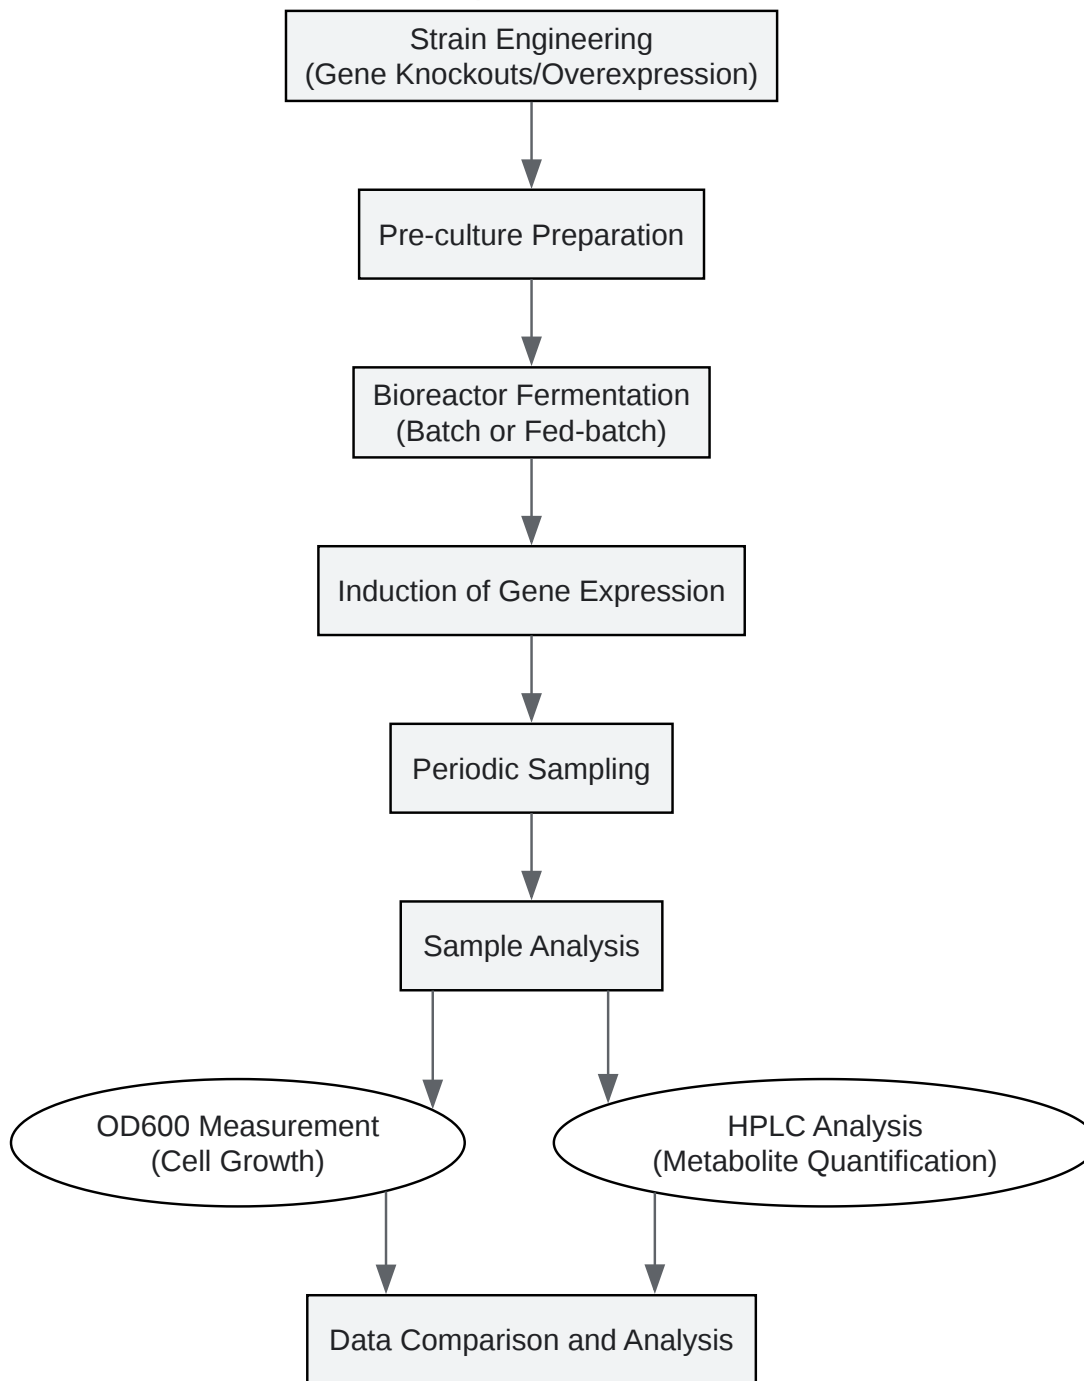 Strain Engineering
(Gene Knockouts/Overexpression)
Pre-culture Preparation
Bioreactor Fermentation
(Batch or Fed-batch)
Induction of Gene Expression
Periodic Sampling
Sample Analysis
OD600 Measurement
(Cell Growth)
HPLC Analysis
(Metabolite Quantification)
Data Comparison and Analysis